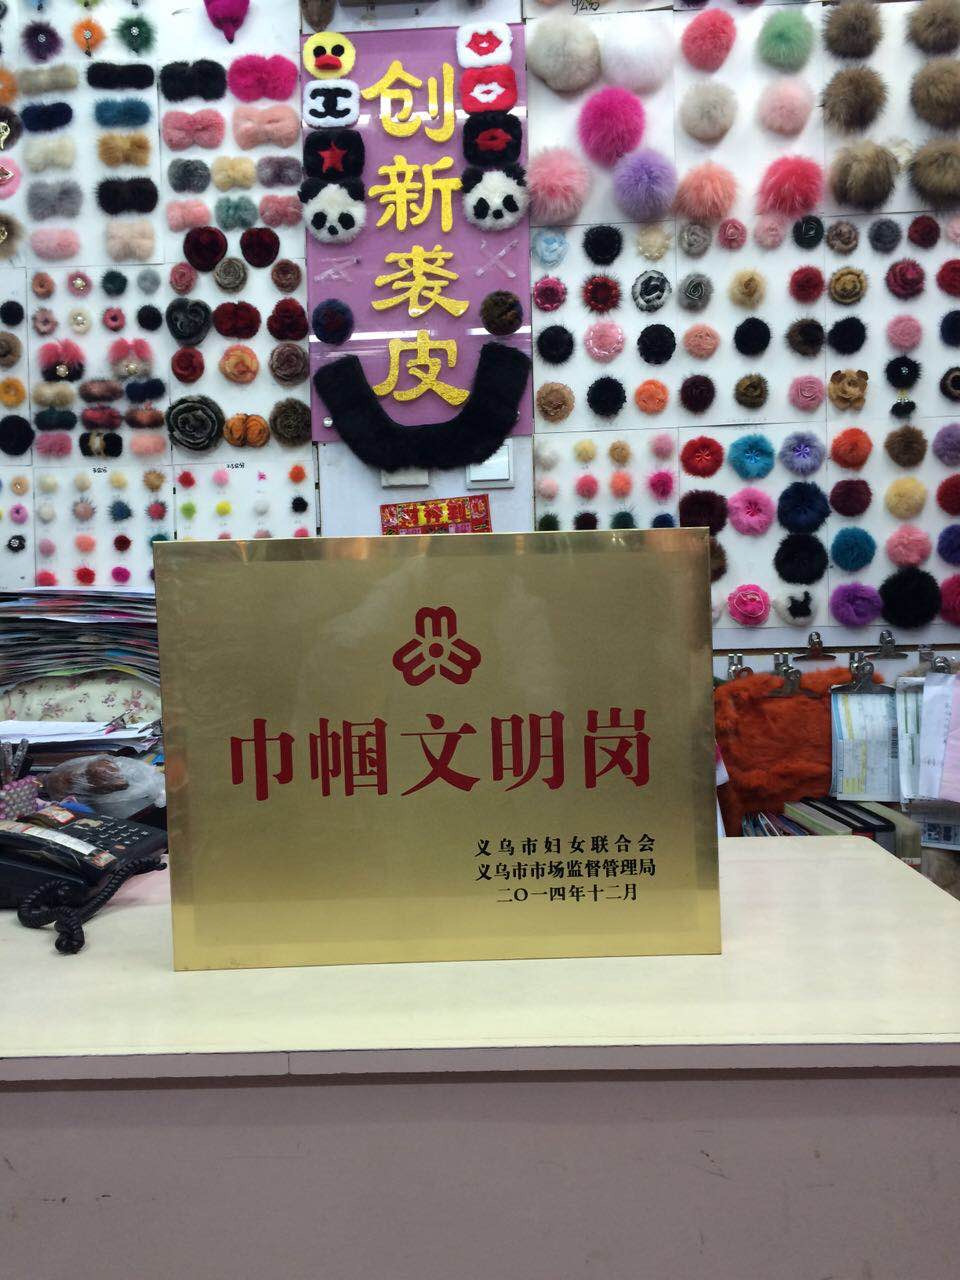 创新裘皮
巾帼文明岗
义乌市妇女联合会
义乌市市场监督管理局
二〇一四年十二月